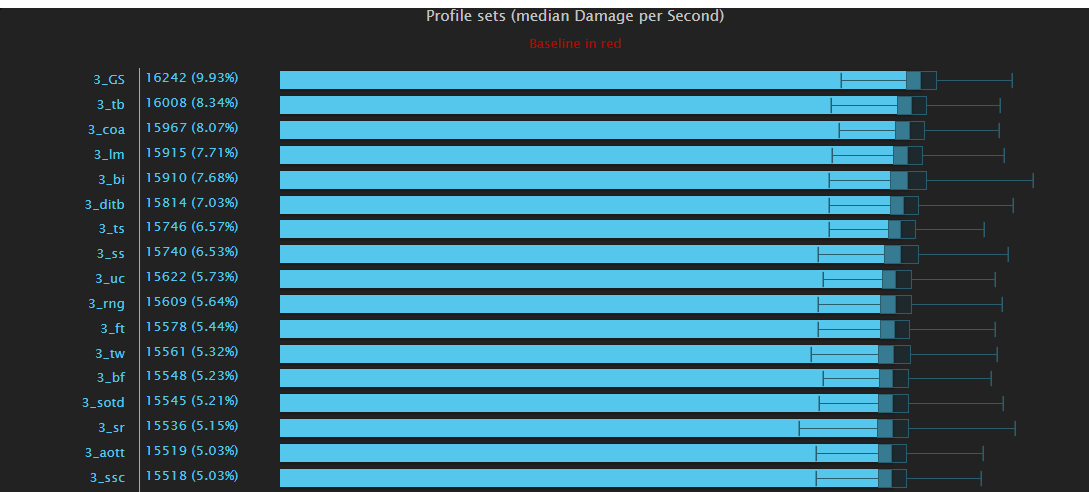 Profile sets (median Damage per Second)
Baseline in red
3_GS 16242 (9.93%)
3_tb 16008 (8.34%)
3_coa 15967 (8.07%)
3_lm 15915 (7.71%)
3_bi 15910 (7.68%)
3_ditb 15814 (7.03%)
3_ts 15746 (6.57%)
3_ss 15740 (6.53%)
3_uc 15622 (5.73%)
3_rng 15609 (5.64%)
3_ft 15578 (5.44%)
3_tw 15561 (5.32%)
3_bf 15548 (5.23%)
3_sotd 15545 (5.21%)
3_sr 15536 (5.15%)
3_aott 15519 (5.03%)
3_ssc 15518 (5.03%)